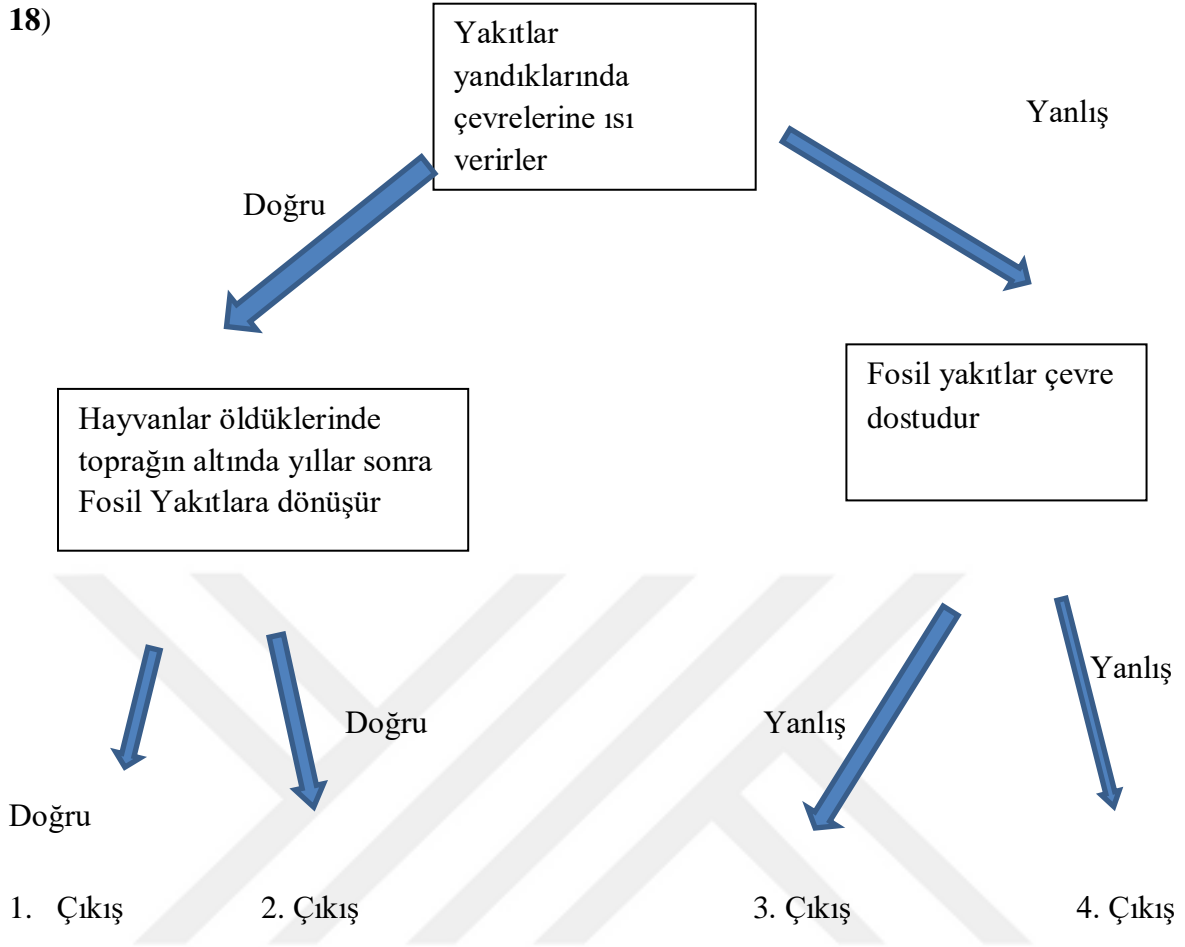 18)
Yakıtlar
yandıklarında
çevrelerine ısı
verirler
Yanlış
Doğru
Fosil yakıtlar çevre
dostudur
Hayvanlar öldüklerinde
toprağın altında yıllar sonra
Fosil Yakıtlara dönüşür
Yanlış
Doğru
Yanlış
Doğru
1. Çıkış 2. Çıkış 3. Çıkış 4. Çıkış